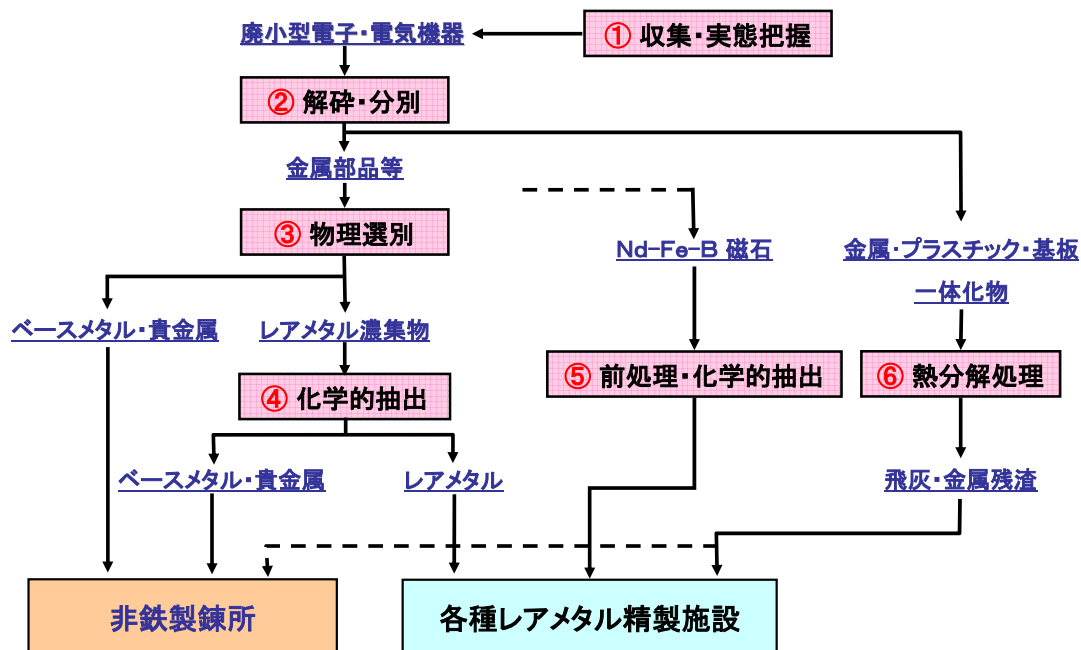 廃小型電子・電気機器
① 収集・実態把握
② 解砕・分別
金属部品等
③ 物理選別
Nd-Fe-B 磁石
金属・プラスチック・基板
一体化物
ベースメタル・貴金属
レアメタル濃集物
④ 化学的抽出
⑤ 前処理・化学的抽出
⑥ 熱分解処理
ベースメタル・貴金属
レアメタル
飛灰・金属残渣
非鉄製錬所
各種レアメタル精製施設